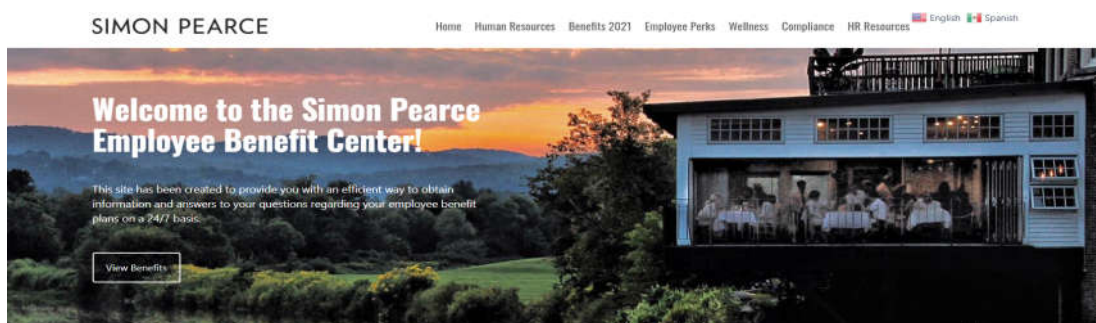 SIMON PEARCE
Home Human Resources Benefits 2021 Employee Perks Wellness Compliance HR Resources English Spanish
Welcome to the Simon Pearce
Employee Benefit Center!
This site has been created to provide you with an efficient way to obtain
information and answers to your questions regarding your employee benefit
plans on a 24/7 basis.
View Benefits